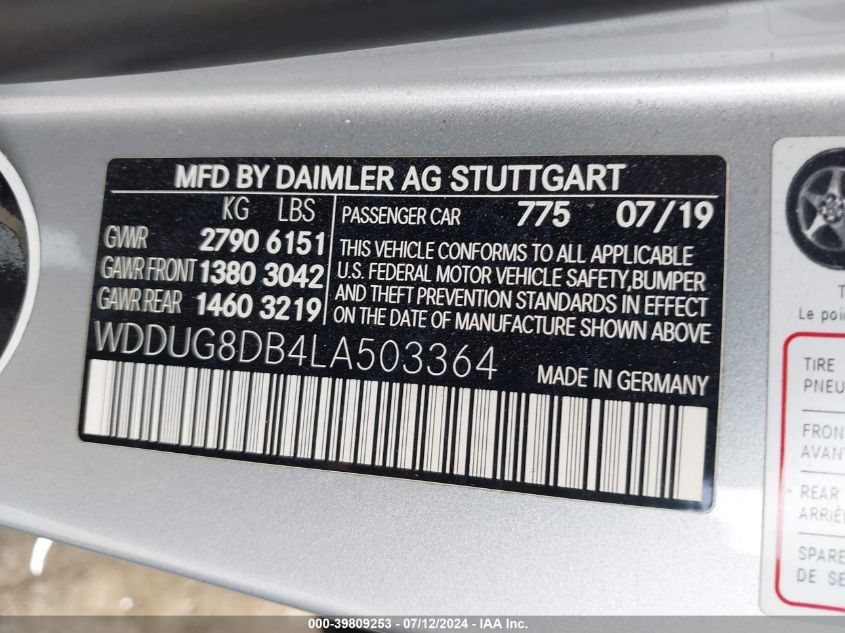 MFD BY DAIMLER AG STUTTGART
KG LBS
GVWR 2790 6151
GAWR FRONT 1380 3042
GAWR REAR 1460 3219
PASSENGER CAR 775 07/19
THIS VEHICLE CONFORMS TO ALL APPLICABLE
U.S. FEDERAL MOTOR VEHICLE SAFETY,BUMPER
AND THEFT PREVENTION STANDARDS IN EFFECT
ON THE DATE OF MANUFACTURE SHOWN ABOVE
WDDUG8DB4LA503364
MADE IN GERMANY
Le poi
TIRE
PNEU
FRON
AVANT
REAR
ARRIÈR
SPARE
DE SE
000-39809253 - 07/12/2024 - IAA Inc.